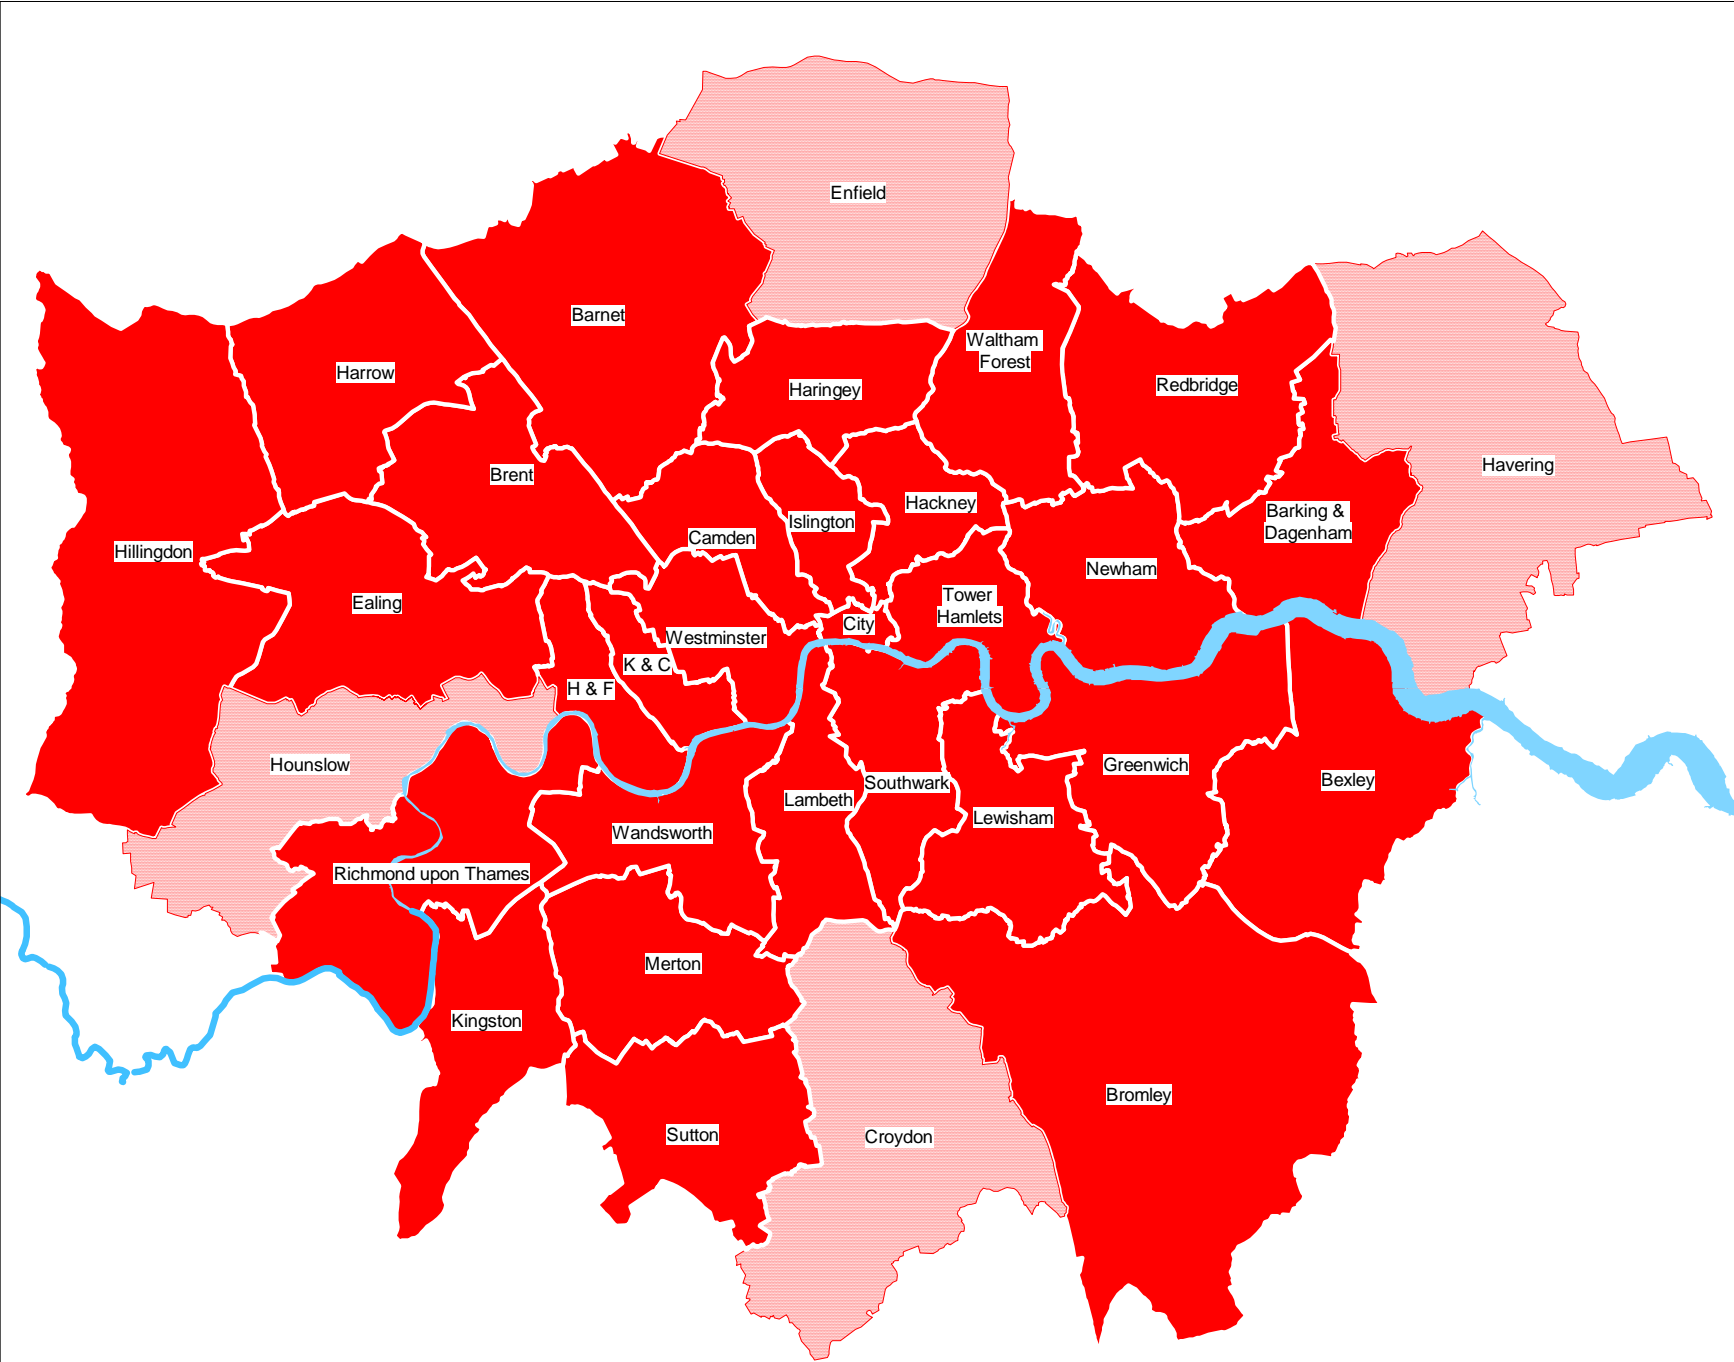 Enfield
Barnet
Waltham
Forest
Harrow
Haringey
Redbridge
Havering
Brent
Hackney
Islington
Barking &
Dagenham
Camden
Hillingdon
Newham
Ealing
Tower
Hamlets
City
Westminster
K & C
H & F
Hounslow
Greenwich
Bexley
Southwark
Lambeth
Lewisham
Wandsworth
Richmond upon Thames
Merton
Kingston
Bromley
Sutton
Croydon